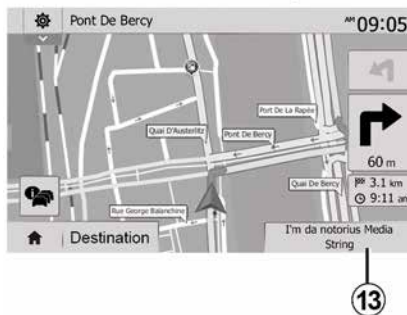 Pont De Bercy
AM 09:05
Port De La Rapée
Quai D'Austerlitz
Pont De Bercy
60 m
Quai De Bercy
3.1 km
9:11 am
Rue George Balanchine
Destination
I'm da notorius Media
String
13